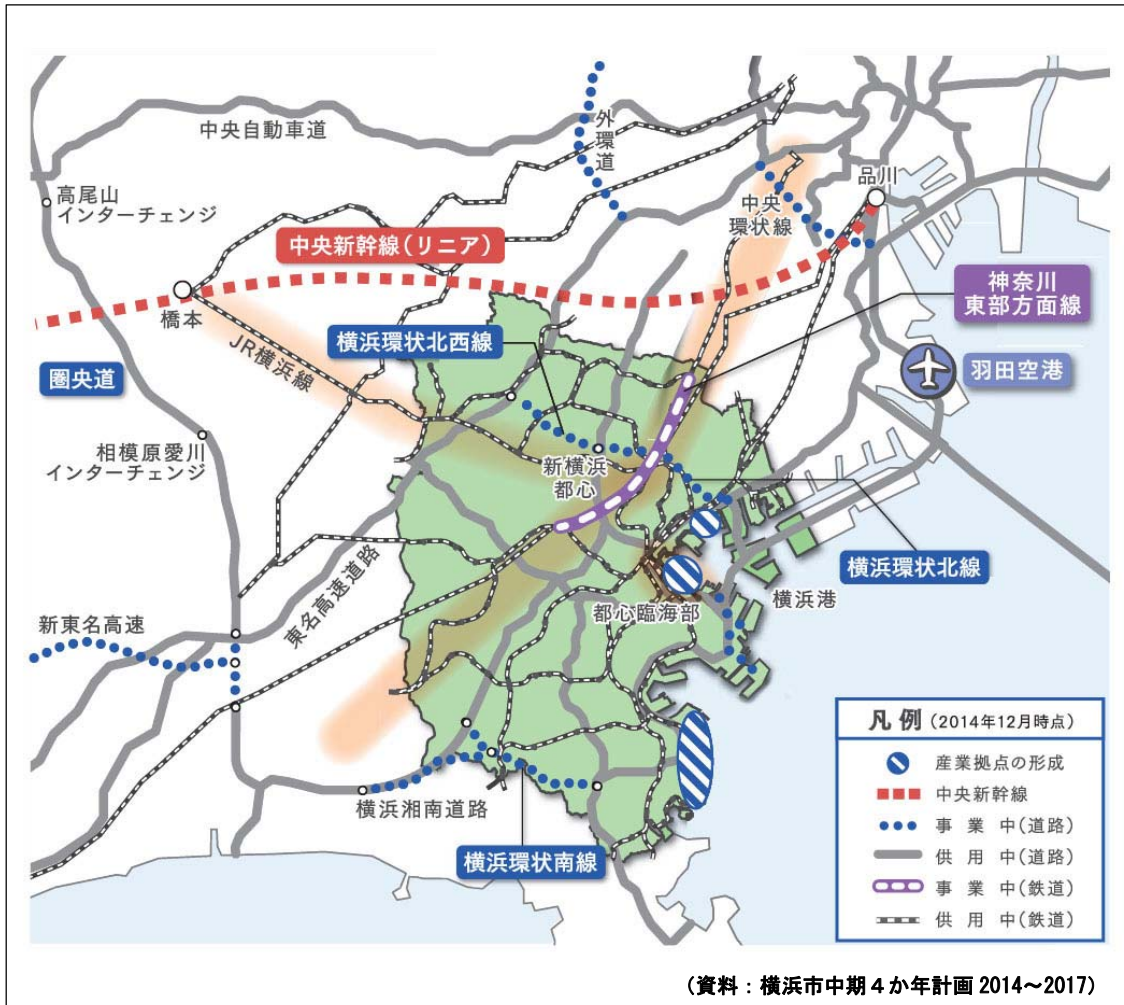 中央自動車道
外環道
高尾山
インターチェンジ
品川
中央
環状線
中央新幹線(リニア)
神奈川
東部方面線
橋本
横浜環状北西線
JR横浜線
羽田空港
圏央道
相模原愛川
インターチェンジ
新横浜
都心
東名高速道路
横浜環状北線
横浜港
都心臨海部
新東名高速
横浜湘南道路
横浜環状南線
凡例(2014年12月時点)
産業拠点の形成
中央新幹線
事業中(道路)
供用中(道路)
事業中(鉄道)
供用中(鉄道)
(資料:横浜市中期4か年計画 2014~2017)